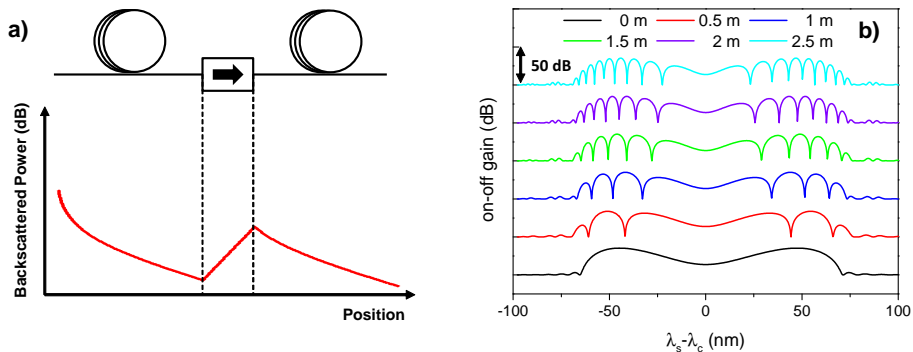 a)
Backscattered Power (dB)
Position
b)
0 m 0.5 m 1 m
1.5 m 2 m 2.5 m
50 dB
on-off gain (dB)
-100 -50 0 50 100
λs-λc (nm)